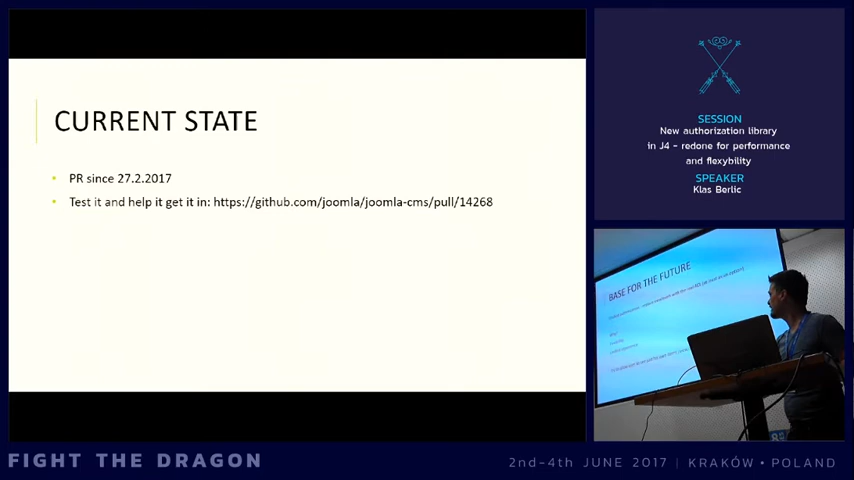 CURRENT STATE
• PR since 27.2.2017
• Test it and help it get it in: https://github.com/joomla/joomla-cms/pull/14268
SESSION
New authorization library
in J4 - redone for performance
and flexybility
SPEAKER
Klas Berlic
BASE FOR THE FUTURE
FIGHT THE DRAGON
2nd-4th JUNE 2017 | KRAKÓW • POLAND